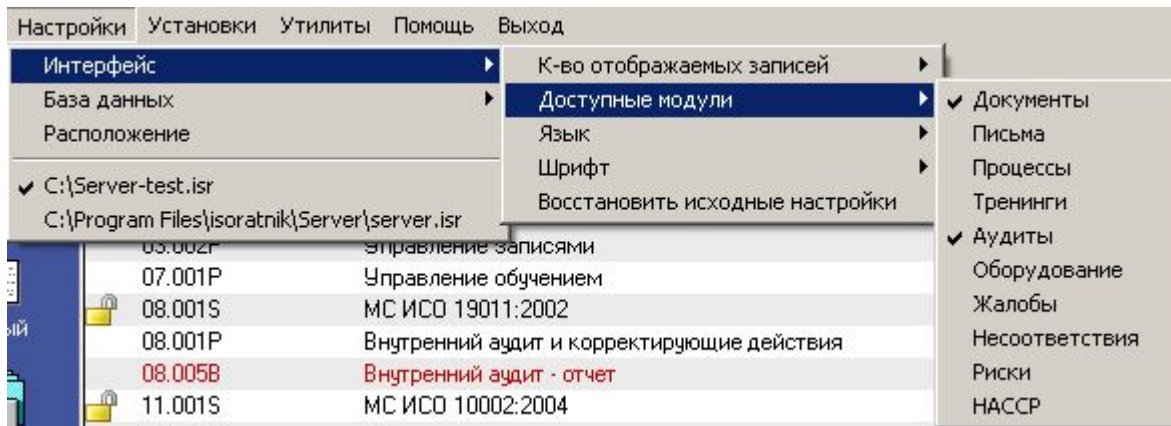 Настройки Установки Утилиты Помощь Выход
Интерфейс
База данных
Расположение
C:\Server-test.isr
C:\Program Files\isoratnik\Server\server.isr
К-во отображаемых записей
Доступные модули
Язык
Шрифт
Восстановить исходные настройки
Документы
Письма
Процессы
Тренинги
Аудиты
Оборудование
Жалобы
Несоответствия
Риски
HACCP
03.002P Управление записями
07.001P Управление обучением
08.001S МС ИСО 19011:2002
08.001P Внутренний аудит и корректирующие действия
08.005B Внутренний аудит - отчет
11.001S МС ИСО 10002:2004